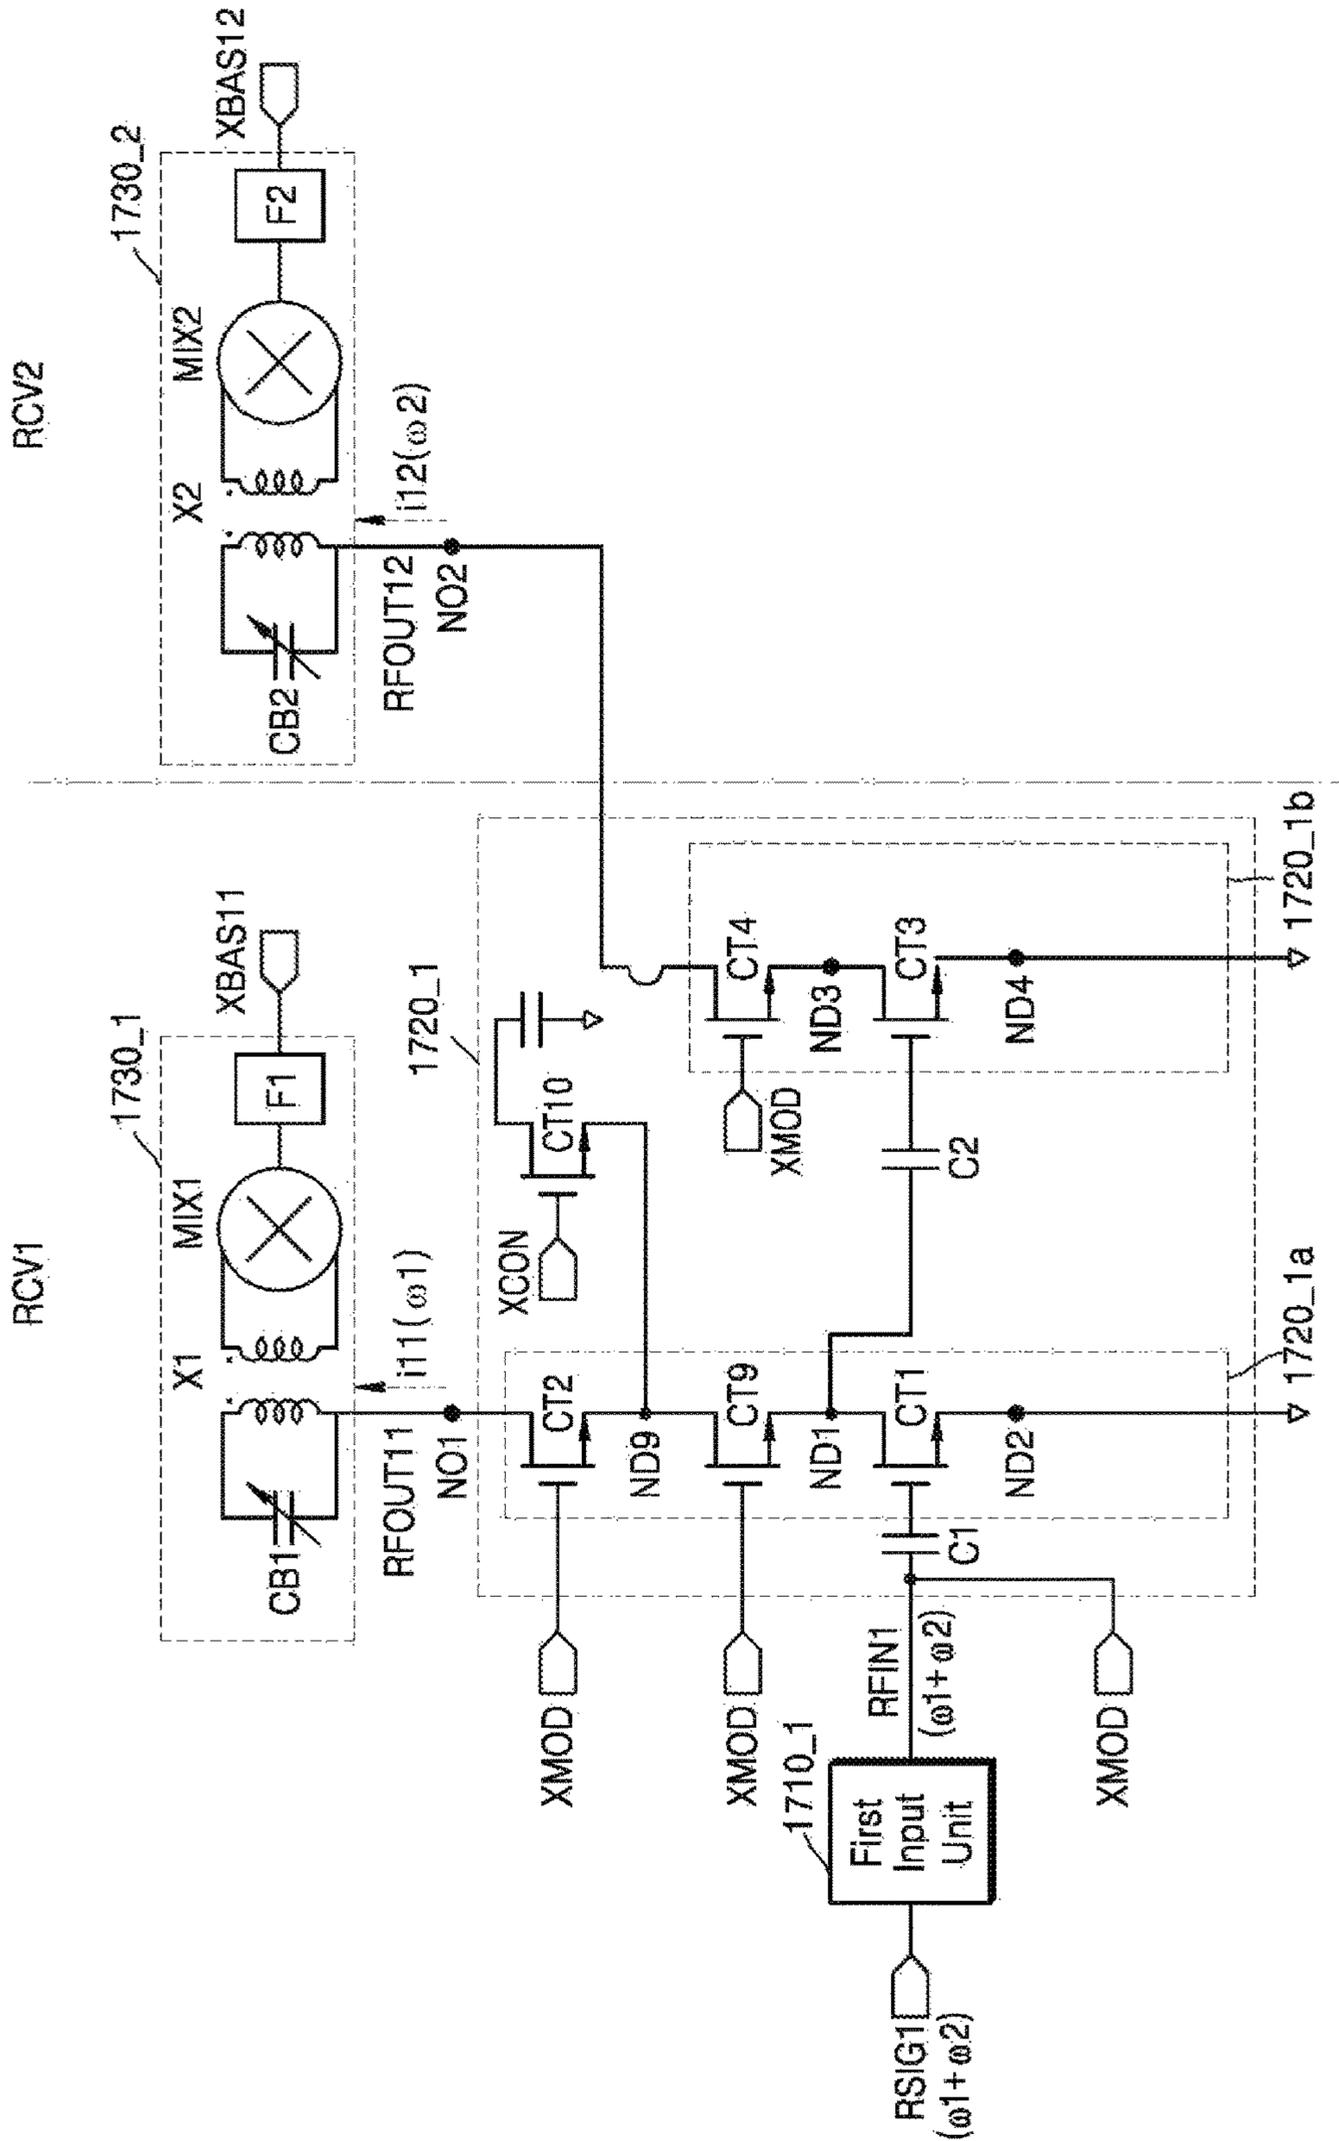 RCV1
RCV2
1730_1
1730_2
X1
MIX1
F1
XBAS11
CB1
X2
MIX2
F2
XBAS12
CB2
RFOUT11
i11(ω1)
NO1
RFOUT12
i12(ω2)
NO2
1720_1
XCON
CT10
XMOD
CT2
ND9
XMOD
CT9
XMOD
CT4
ND1
ND3
1710_1
RSIG1
(ω1+ω2)
First
Input
Unit
RFIN1
(ω1+ω2)
C1
CT1
C2
CT3
ND2
ND4
XMOD
1720_1a
1720_1b